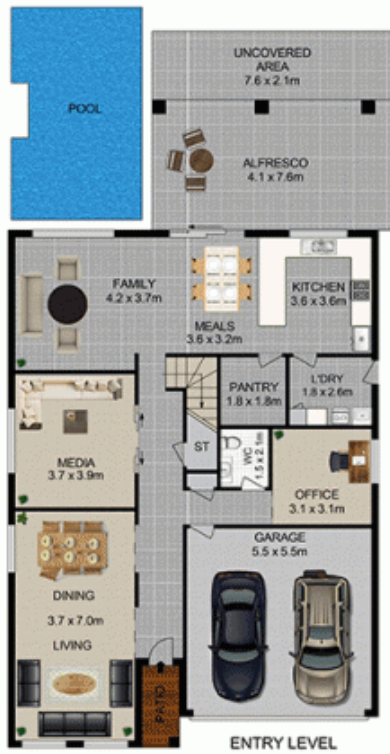 POOL
UNCOVERED
AREA
7.6 x 2.1m
ALFRESCO
4.1 x 7.6m
FAMILY
4.2 x 3.7m
MEALS
3.6 x 3.2m
KITCHEN
3.6 x 3.6m
PANTRY
1.8 x 1.8m
L'DRY
1.8 x 2.6m
MEDIA
3.7 x 3.9m
ST
WC
1.5 x 2.1m
OFFICE
3.1 x 3.1m
DINING
3.7 x 7.0m
LIVING
GARAGE
5.5 x 5.5m
PATIO
ENTRY LEVEL